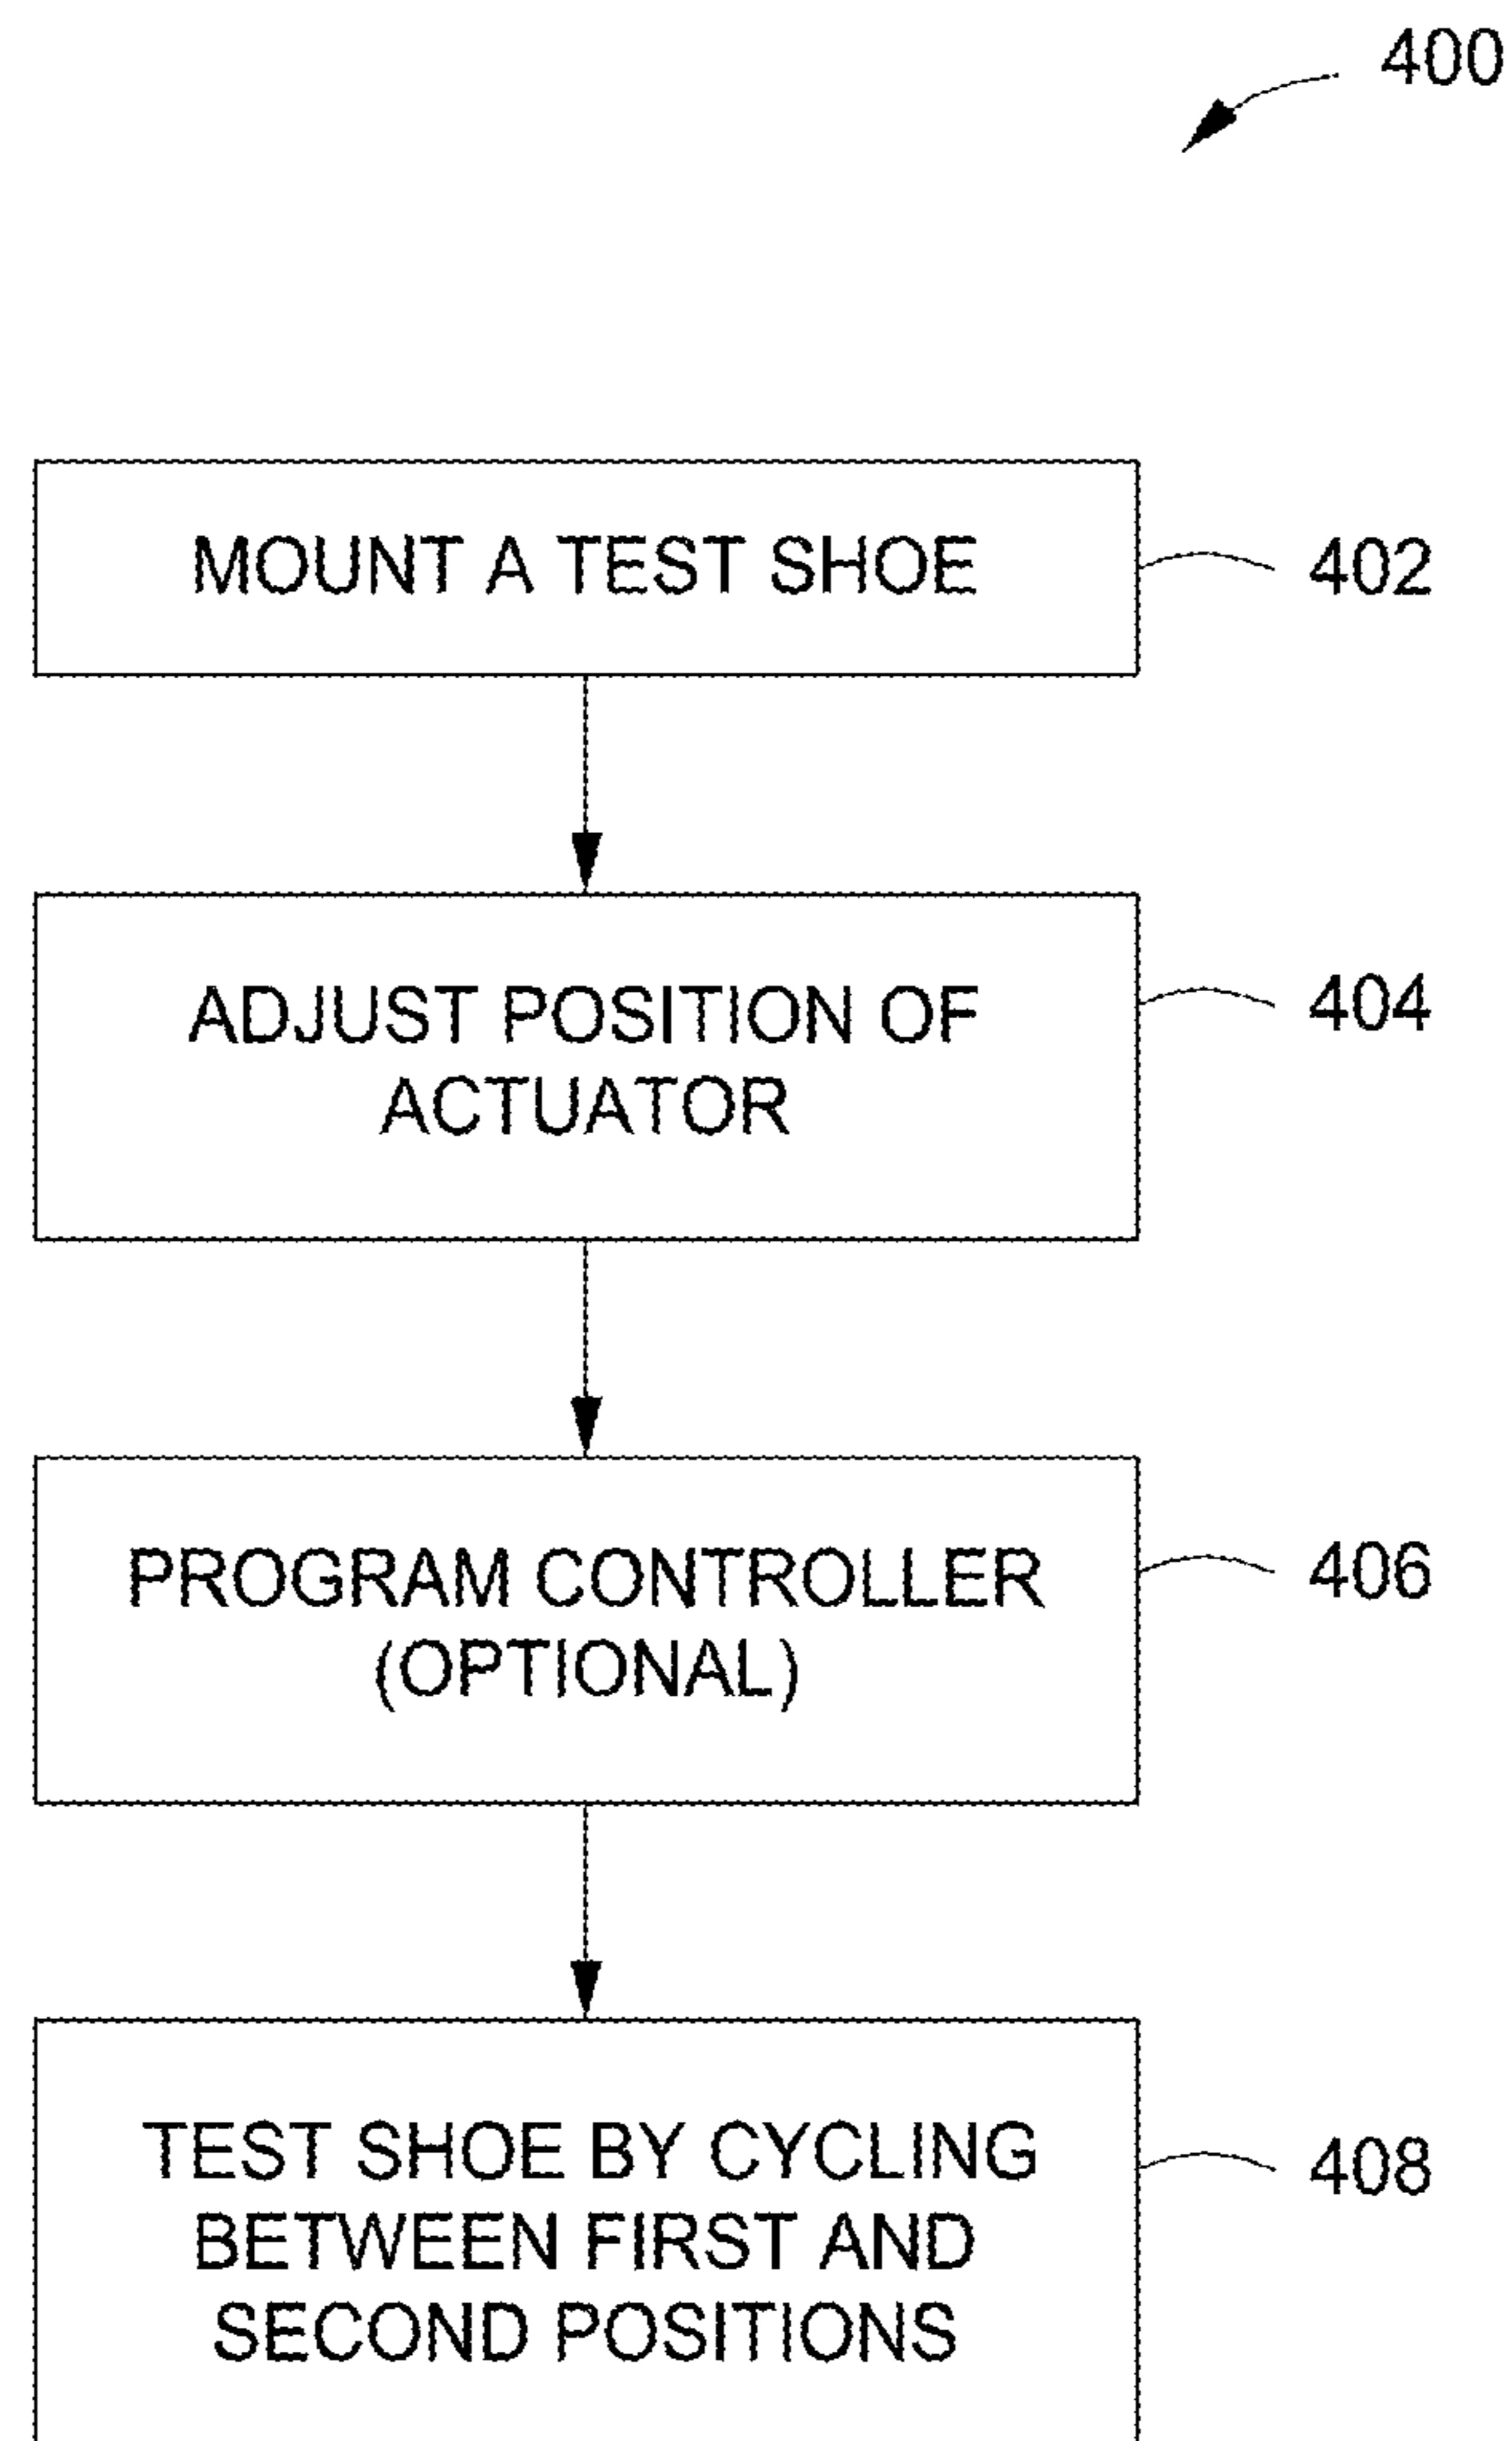 400
MOUNT A TEST SHOE
402
ADJUST POSITION OF
ACTUATOR
404
PROGRAM CONTROLLER
(OPTIONAL)
406
TEST SHOE BY CYCLING
BETWEEN FIRST AND
SECOND POSITIONS
408